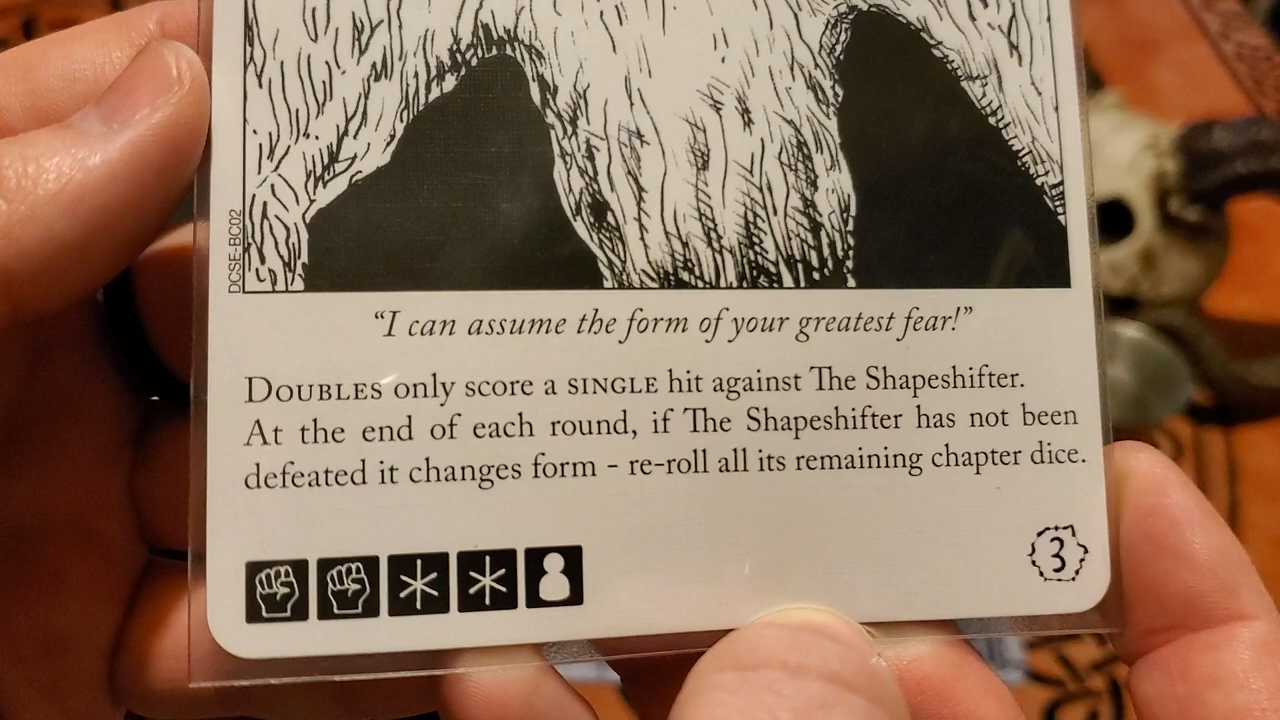 DCSE-BC02
“I can assume the form of your greatest fear!”
DOUBLES only score a SINGLE hit against The Shapeshifter.
At the end of each round, if The Shapeshifter has not been
defeated it changes form - re-roll all its remaining chapter dice.
3